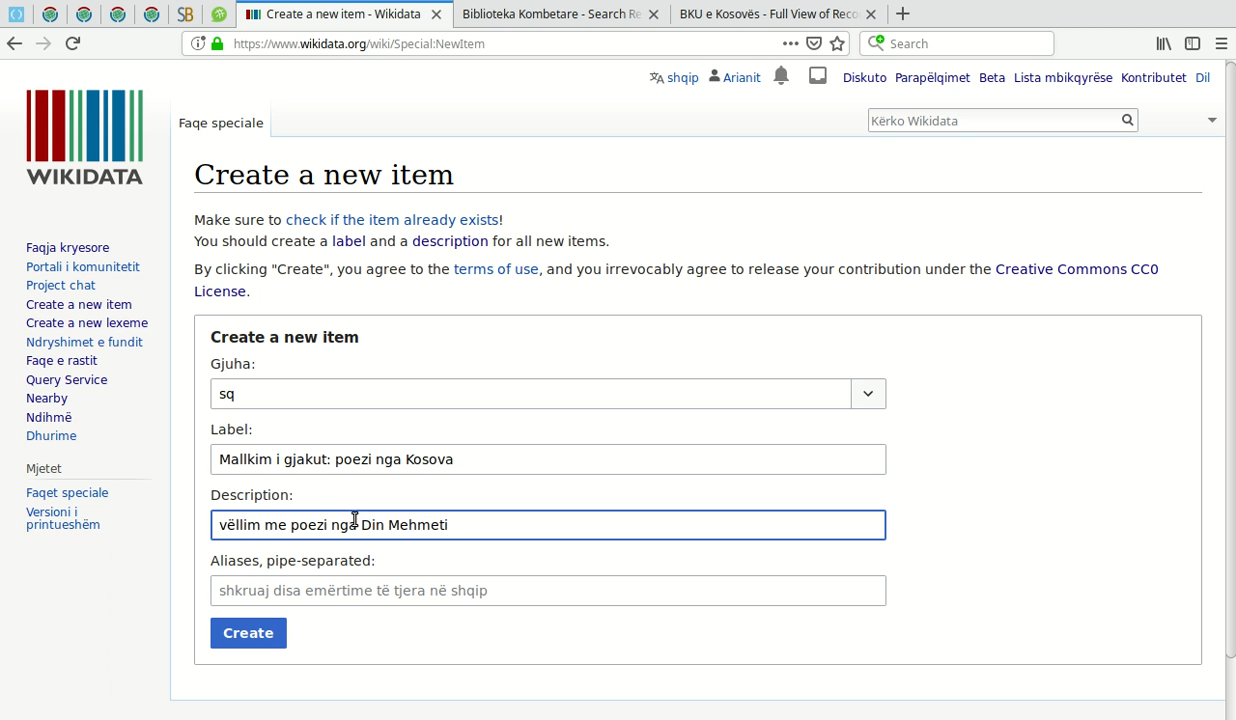 Create a new item - Wikidata
Biblioteka Kombetare - Search Re
BKU e Kosovës - Full View of Reco
https://www.wikidata.org/wiki/Special:NewItem
Search
shqip Arianit Diskuto Parapëlqimet Beta Lista mbikqyrëse Kontributet Dil
WIKIDATA
Faqe speciale
Kërko Wikidata
Create a new item
Make sure to check if the item already exists!
You should create a label and a description for all new items.
By clicking "Create", you agree to the terms of use, and you irrevocably agree to release your contribution under the Creative Commons CC0
License.
Faqja kryesore
Portali i komunitetit
Project chat
Create a new item
Create a new lexeme
Ndryshimet e fundit
Faqe e rastit
Query Service
Nearby
Ndihmë
Dhurime
Mjetet
Faqet speciale
Versioni i
printueshëm
Create a new item
Gjuha:
sq
Label:
Mallkim i gjakut: poezi nga Kosova
Description:
vëllim me poezi nga Din Mehmeti
Aliases, pipe-separated:
shkruaj disa emërtime të tjera në shqip
Create